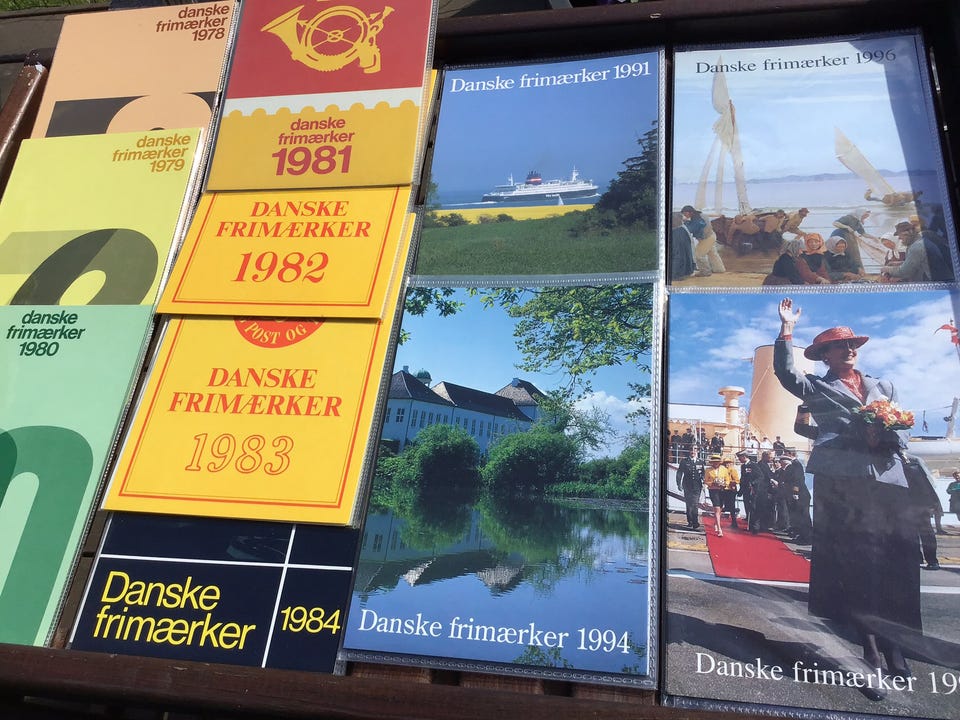 danske
frimærker
1978
danske
frimærker
1979
danske
frimærker
1980
danske
frimærker
1981
DANSKE
FRIMÆRKER
1982
POST OG
DANSKE
FRIMÆRKER
1983
Danske
frimærker
1984
Danske frimærker 1991
Danske frimærker 1994
Danske frimærker 1996
Danske frimærker 19